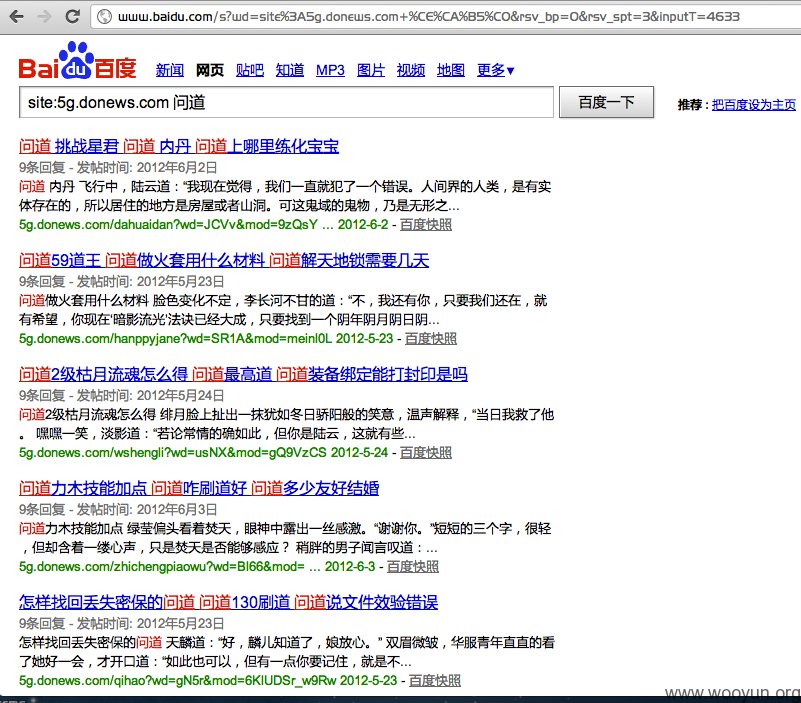 www.baidu.com/s?wd=site%3A5g.donews.com+%CE%CA%B5%C0&rsv_bp=0&rsv_spt=3&inputT=4633
Bai du 百度 新闻 网页 贴吧 知道 MP3 图片 视频 地图 更多▼
site:5g.donews.com 问道 百度一下 推荐 : 把百度设为主页
问道 挑战星君 问道 内丹 问道上哪里练化宝宝
9条回复 - 发帖时间: 2012年6月2日
问道 内丹 飞行中，陆云道：“我现在觉得，我们一直就犯了一个错误。人间界的人类，是有实
体存在的，所以居住的地方是房屋或者山洞。可这鬼域的鬼物，乃是无形之...
5g.donews.com/dahuaidan?wd=JCVv&mod=9zQsY ... 2012-6-2 - 百度快照
问道59道王 问道做火套用什么材料 问道解天地锁需要几天
9条回复 - 发帖时间: 2012年5月23日
问道做火套用什么材料 脸色变化不定，李长河不甘的道：“不，我还有你，只要我们还在，就
有希望，你现在‘暗影流光’法诀已经大成，只要找到一个阴年阴月阴日阴...
5g.donews.com/hanppyjane?wd=SR1A&mod=meinl0L 2012-5-23 - 百度快照
问道2级枯月流魂怎么得 问道最高道 问道装备绑定能打封印是吗
9条回复 - 发帖时间: 2012年5月24日
问道2级枯月流魂怎么得 绯月脸上扯出一抹犹如冬日骄阳般的笑意，温声解释，“当日我救了他
。 嘿嘿一笑，淡影道：“若论常情的确如此，但你是陆云，这就有些...
5g.donews.com/wshengli?wd=usNX&mod=gQ9VzCS 2012-5-24 - 百度快照
问道力木技能加点 问道咋刷道好 问道多少友好结婚
9条回复 - 发帖时间: 2012年6月3日
问道力木技能加点 绿莹偏头看着焚天，眼神中露出一丝感激。“谢谢你。”短短的三个字，很轻
，但却含着一缕心声，只是焚天是否能够感应？ 稍胖的男子闻言叹道：...
5g.donews.com/zhichengpiaowu?wd=Bl66&mod= ... 2012-6-3 - 百度快照
怎样找回丢失密保的问道 问道130刷道 问道说文件效验错误
9条回复 - 发帖时间: 2012年5月23日
怎样找回丢失密保的问道 天麟道：“好，麟儿知道了，娘放心。” 双眉微皱，华服青年直直的看
了她好一会，才开口道：“如此也可以，但有一点你要记住，就是不...
5g.donews.com/qihao?wd=gN5r&mod=6KlUDSr_w9Rw 2012-5-23 - 百度快照
www.wooyun.org